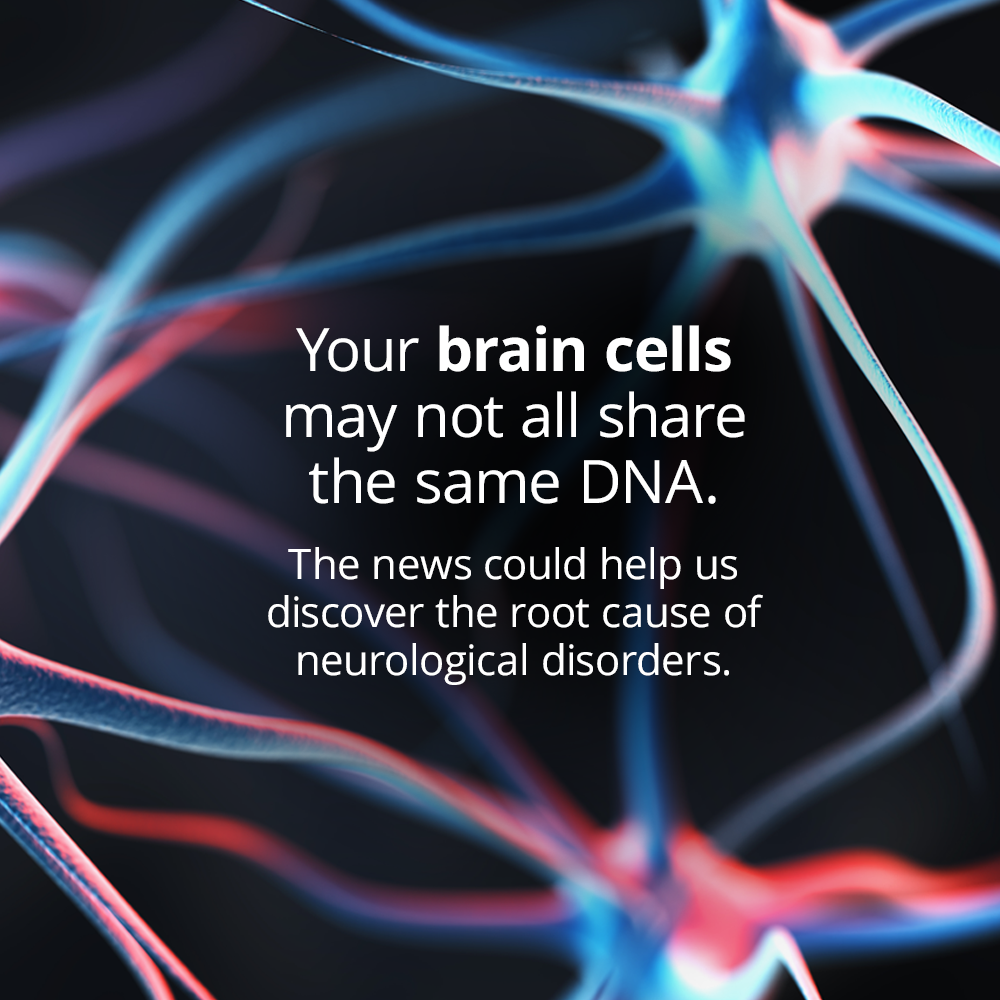 Your brain cells
may not all share
the same DNA.
The news could help us
discover the root cause of
neurological disorders.